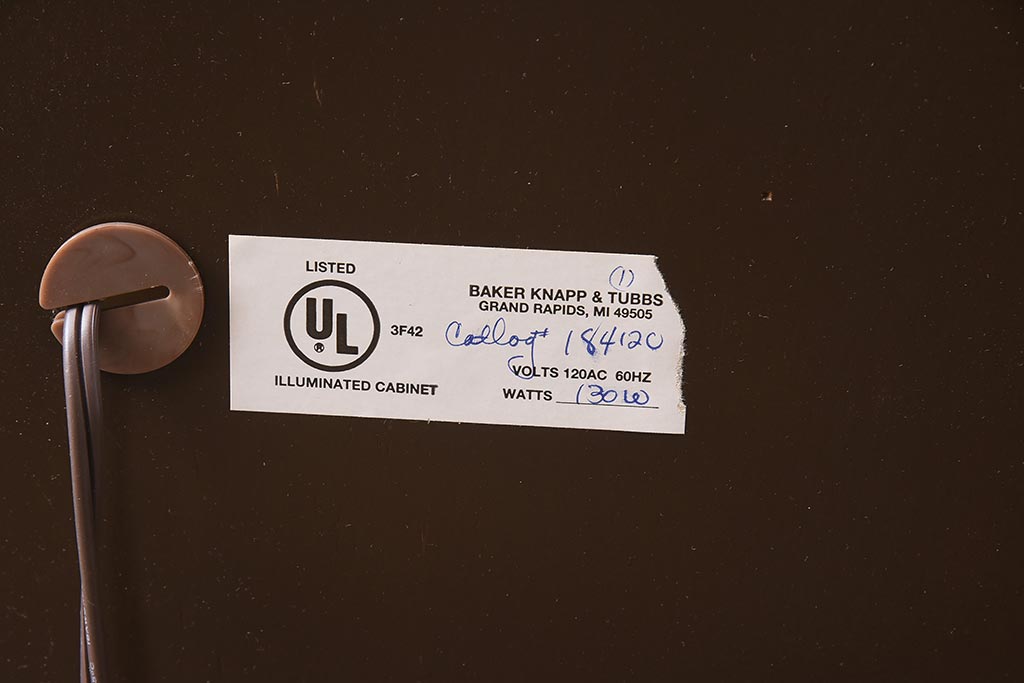 LISTED
UL
®
3F42
ILLUMINATED CABINET
(1)
BAKER KNAPP & TUBBS
GRAND RAPIDS, MI 49505
Catlog# 184120
VOLTS 120AC 60HZ
WATTS 130W